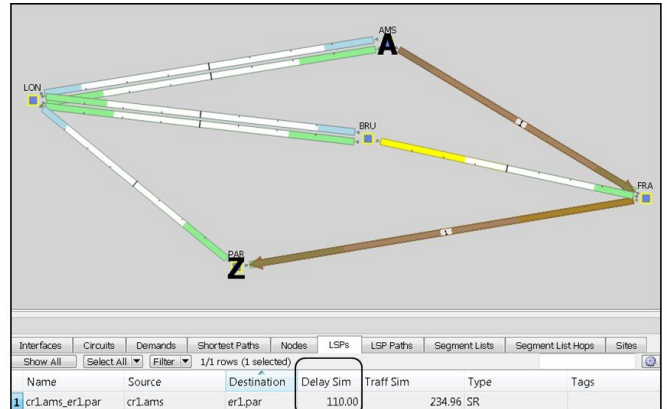 AMS
A
LON
BRU
1
FRA
1
PAR
Z
Interfaces Circuits Demands Shortest Paths Nodes LSPs LSP Paths Segment Lists Segment List Hops Sites
Show All Select All Filter 1/1 rows (1 selected)
Name Source Destination Delay Sim Traff Sim Type Tags
1 cr1.ams_er1.par cr1.ams er1.par 110.00 234.96 SR